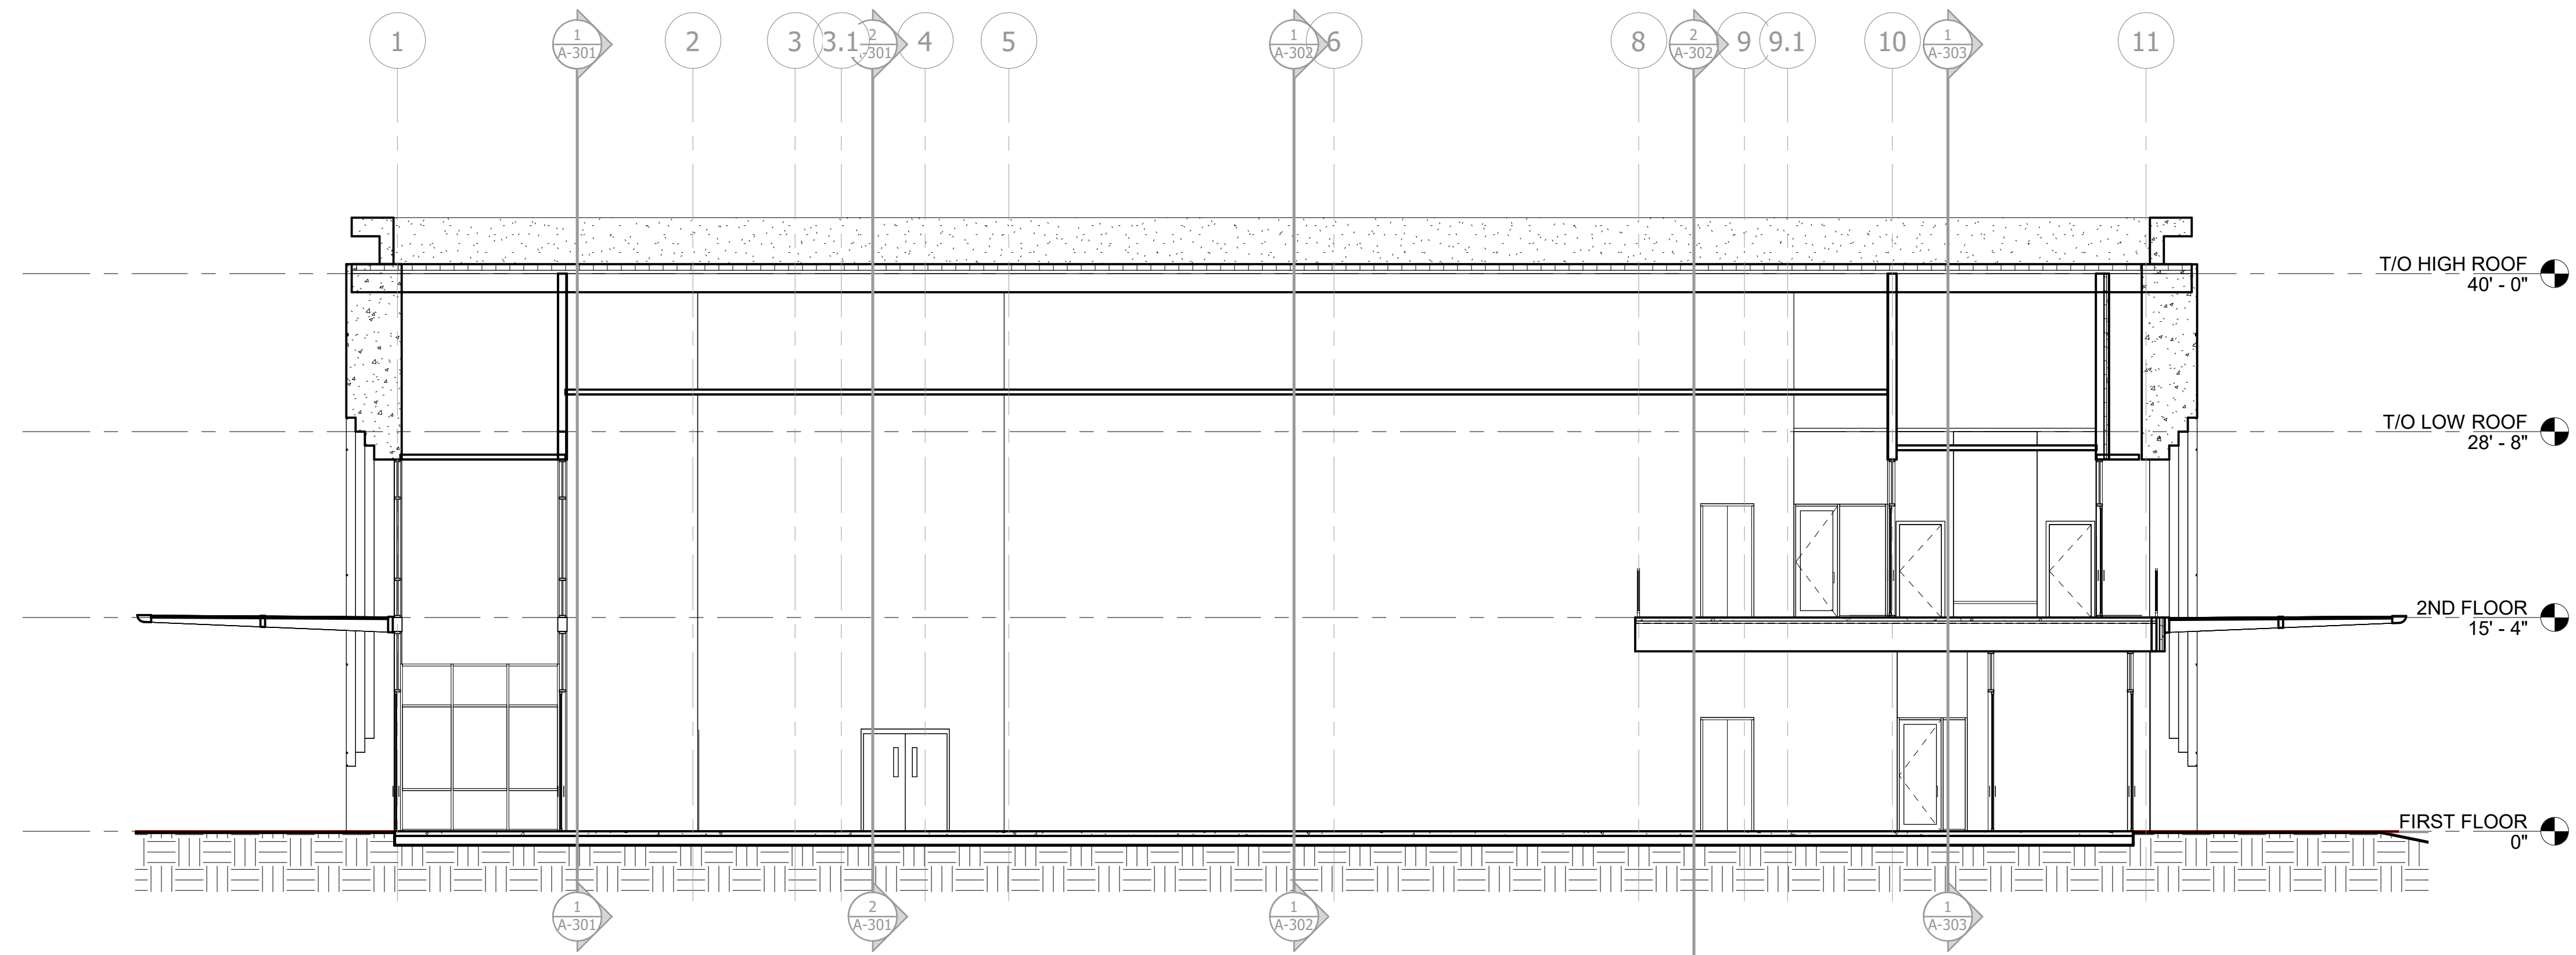 1
1
A-301
2
3
3.1
2
A-301
4
5
1
A-302
6
8
2
A-302
9
9.1
10
1
A-303
11
T/O HIGH ROOF
40' - 0"
T/O LOW ROOF
28' - 8"
2ND FLOOR
15' - 4"
FIRST FLOOR
0"
1
A-301
2
A-301
1
A-302
1
A-303